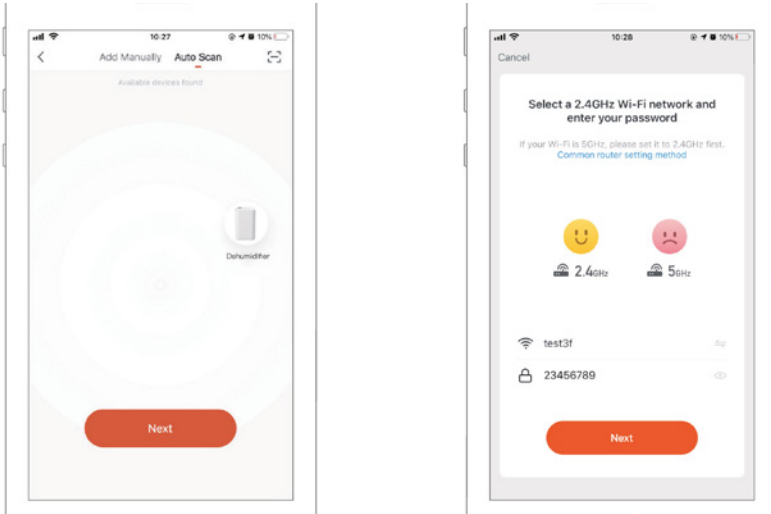 10:27
10%
Add Manually Auto Scan
Available devices found
Dehumidifier
Next
10:28
10%
Cancel
Select a 2.4GHz Wi-Fi network and
enter your password
If your Wi-Fi is 5GHz, please set it to 2.4GHz first.
Common router setting method
2.4GHz 5GHz
test3f
23456789
Next